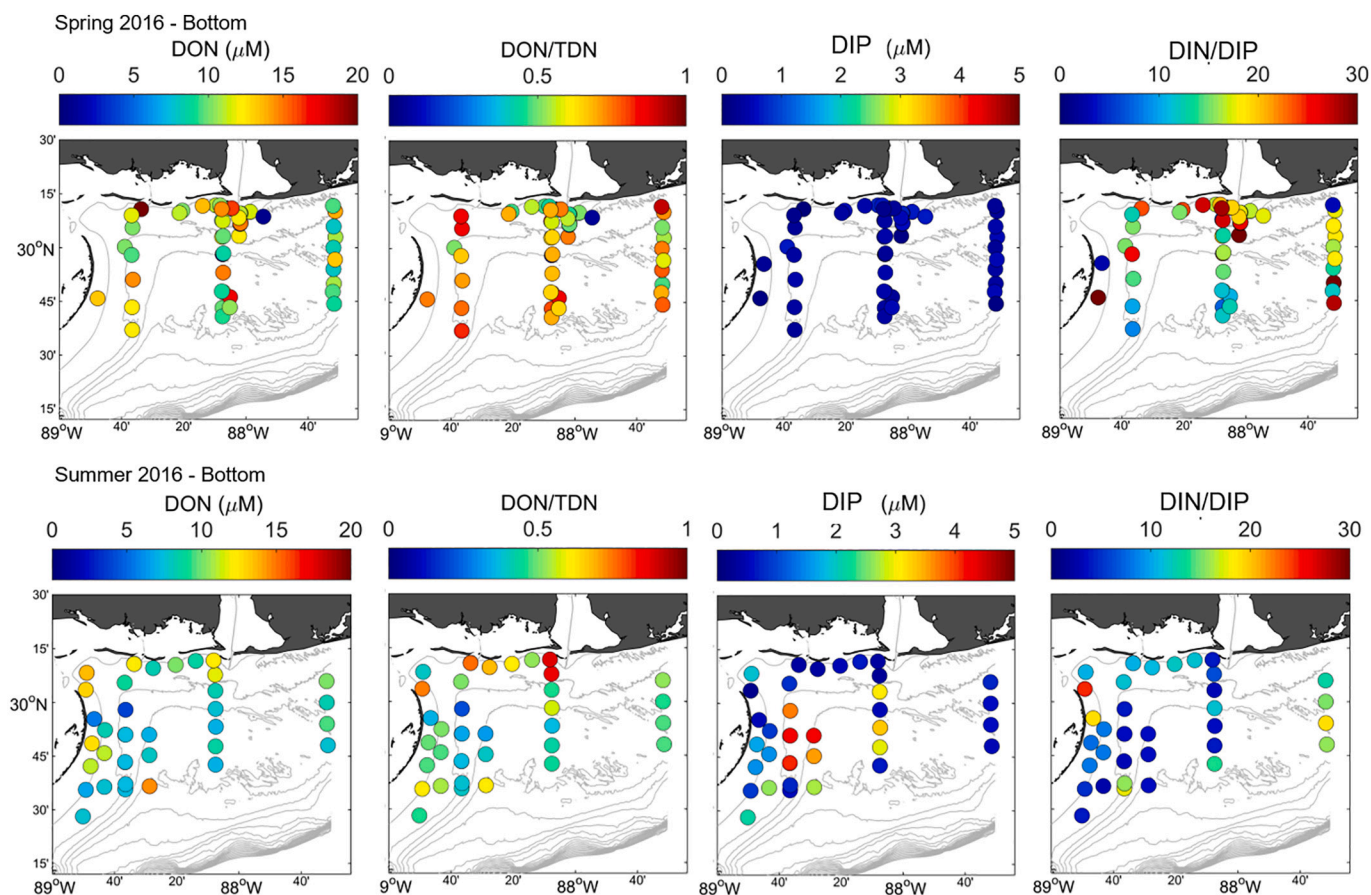 Spring 2016 - Bottom
DON (μM) DON/TDN DIP (μM) DIN/DIP
0 5 10 15 20 0 0.5 1 0 1 2 3 4 5 0 10 20 30
30'
15'
30°N
45'
30'
15'
89°W 40' 20' 88°W 40' 9°W 40' 20' 88°W 40' 89°W 40' 20' 88°W 40' 89°W 40' 20' 88°W 40'
Summer 2016 - Bottom
DON (μM) DON/TDN DIP (μM) DIN/DIP
0 5 10 15 20 0 0.5 1 0 1 2 3 4 5 0 10 20 30
30'
15'
30°N
45'
30'
15'
89°W 40' 20' 88°W 40' 9°W 40' 20' 88°W 40' 89°W 40' 20' 88°W 40' 89°W 40' 20' 88°W 40'